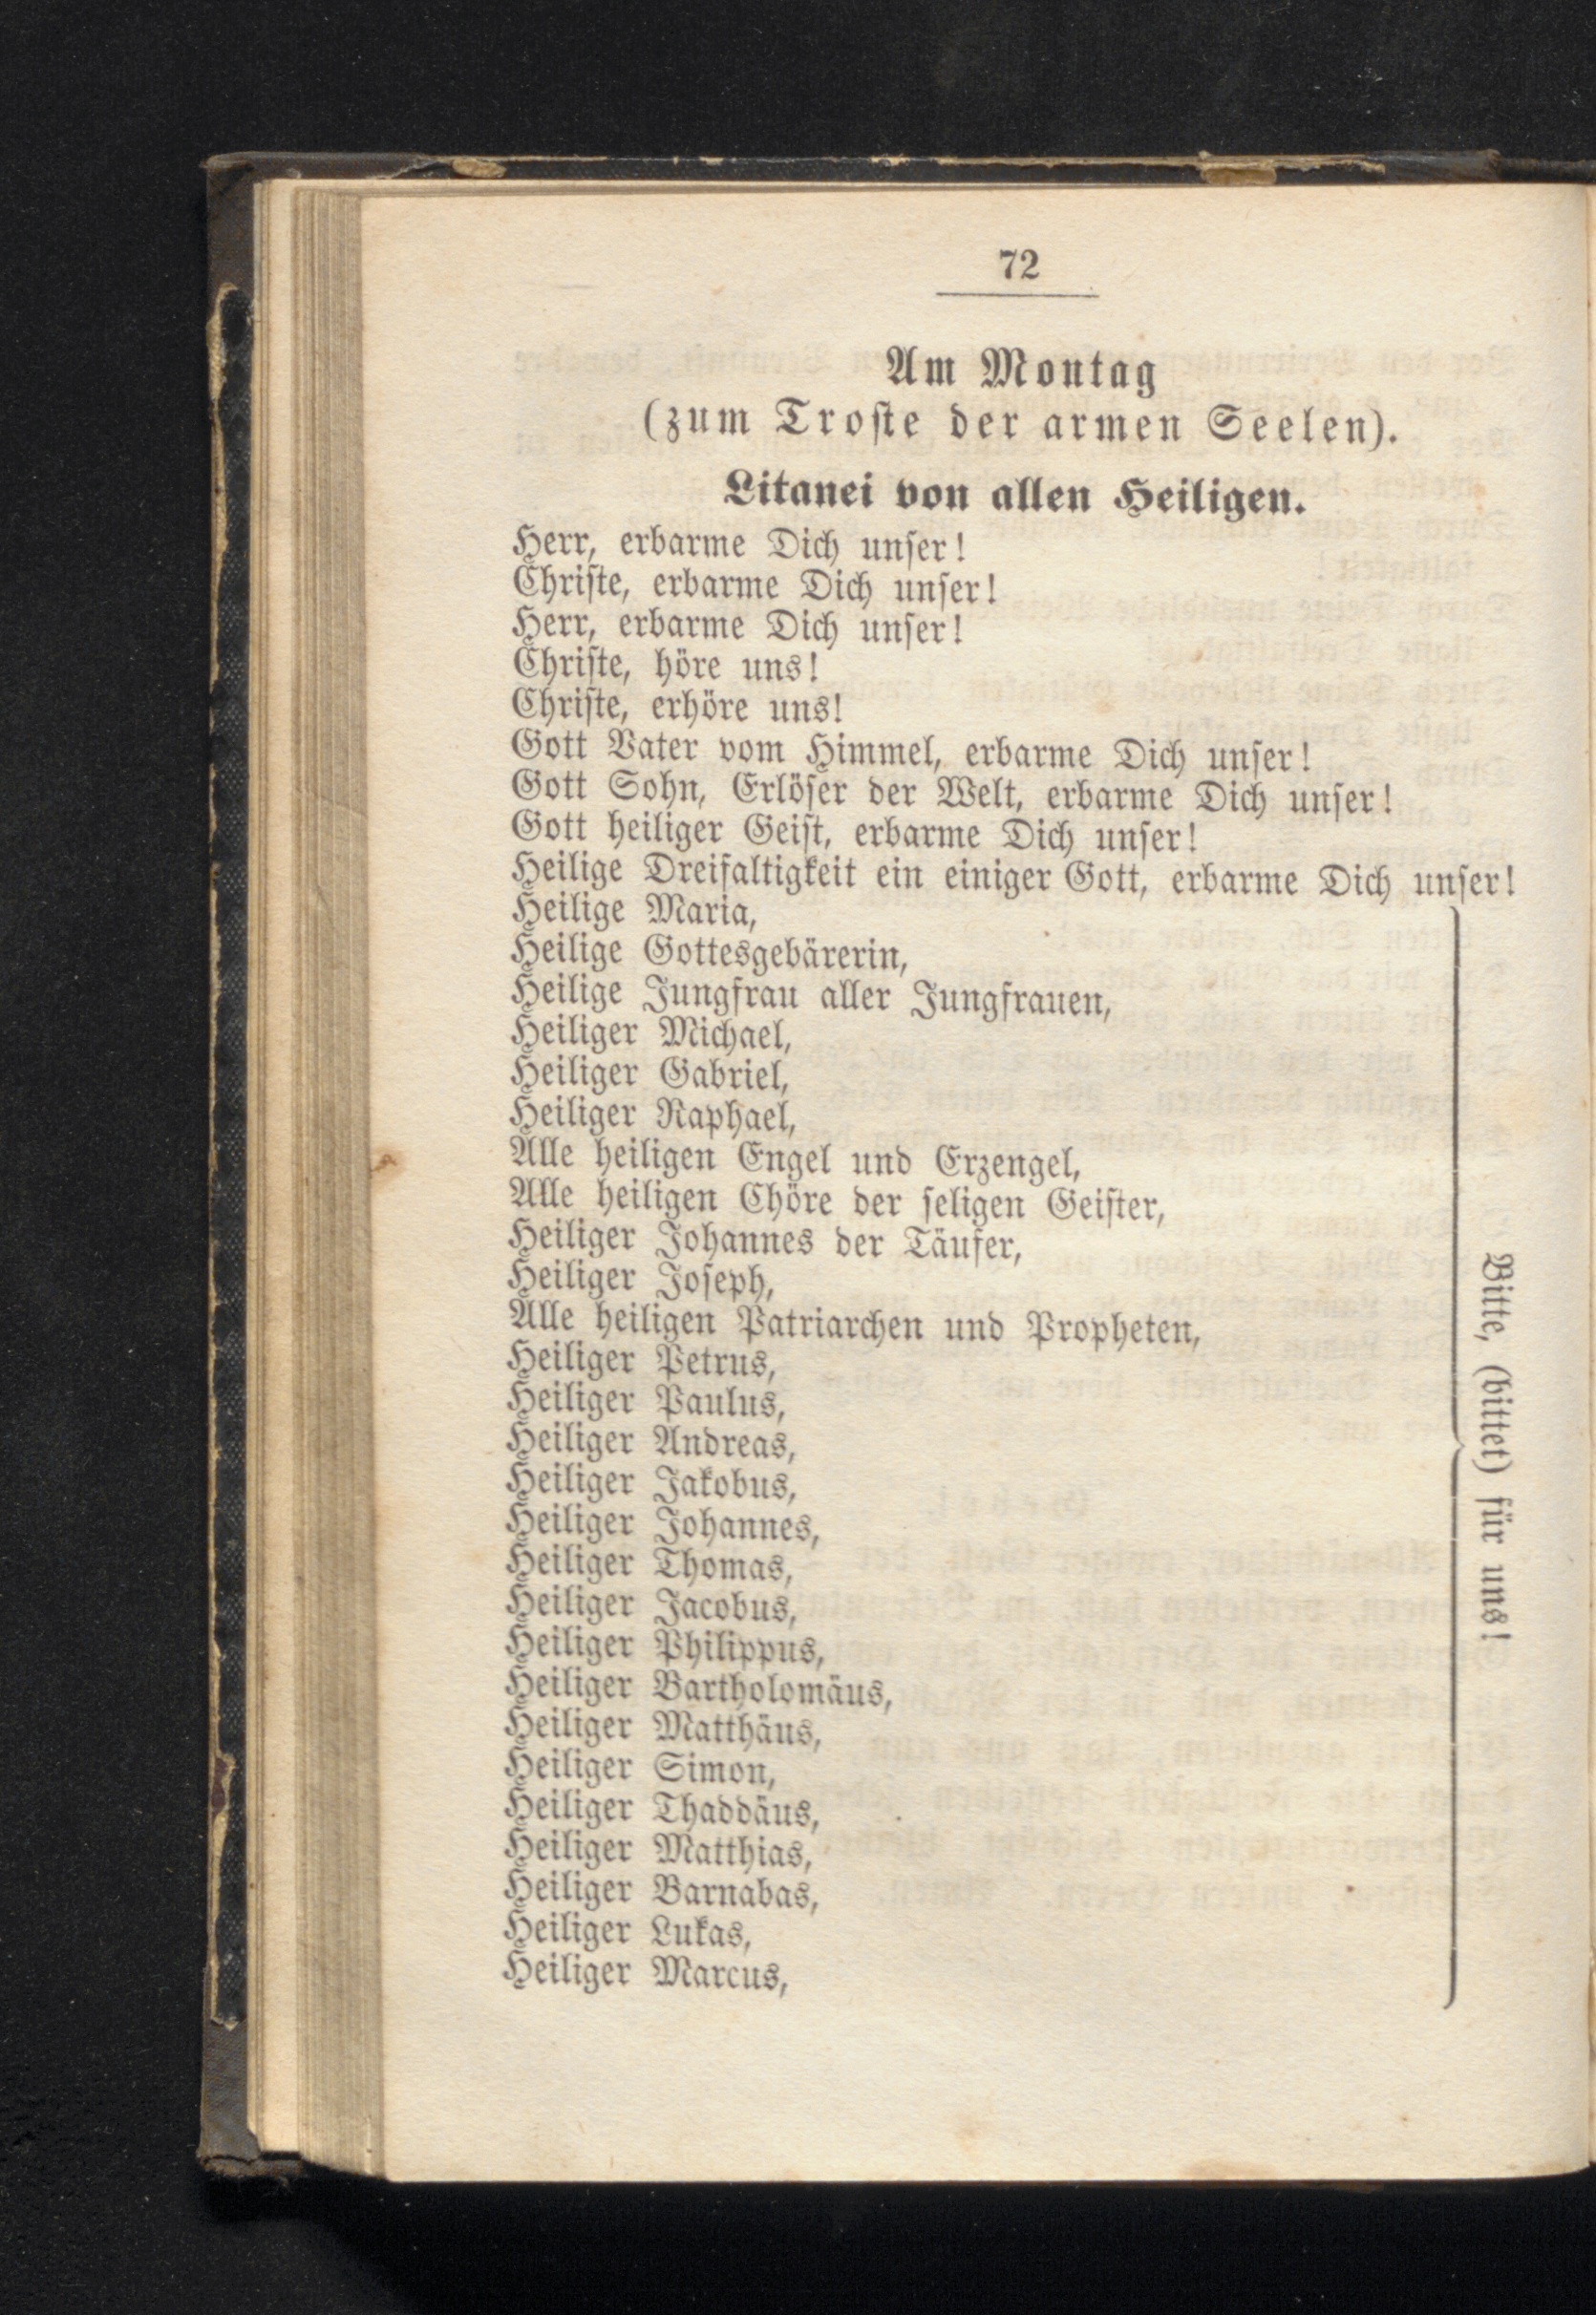 72
Am Montag
(zum Troſte der armen Seelen).
Litanei von allen Heiligen.
Herr, erbarme Dich unſer!
Chriſte, erbarme Dich unſer!
Herr, erbarme Dich unſer!
Chriſte, höre uns!
Chriſte, erhöre uns!
Gott Vater vom Himmel, erbarme Dich unſer!
Gott Sohn, Erlöſer der Welt, erbarme Dich unſer!
Gott heiliger Geiſt, erbarme Dich unſer!
Heilige Dreifaltigkeit ein einiger Gott, erbarme Dich unſer!
Heilige Maria,
Heilige Gottesgebärerin,
Heilige Jungfrau aller Jungfrauen,
Heiliger Michael,
Heiliger Gabriel,
Heiliger Raphael,
Alle heiligen Engel und Erzengel,
Alle heiligen Chöre der ſeligen Geiſter,
Heiliger Johannes der Täufer,
Heiliger Joſeph,
Alle heiligen Patriarchen und Propheten,
Heiliger Petrus,
Heiliger Paulus,
Heiliger Andreas,
Heiliger Jakobus,
Heiliger Johannes,
Heiliger Thomas,
Heiliger Jacobus,
Heiliger Philippus,
Heiliger Bartholomäus,
Heiliger Matthäus,
Heiliger Simon,
Heiliger Thaddäus,
Heiliger Matthias,
Heiliger Barnabas,
Heiliger Lukas,
Heiliger Marcus,
Bitte, (bittet) für uns!